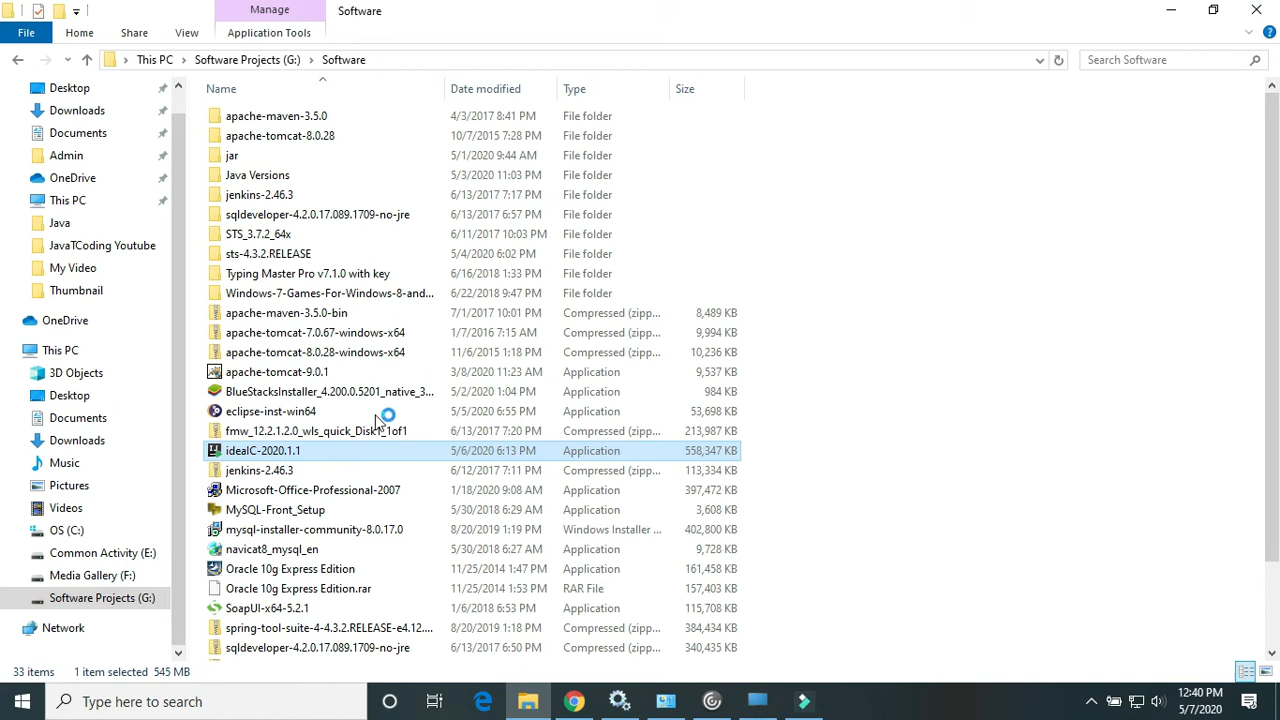 Manage
Software
File
Home
Share
View
Application Tools
This PC
Software Projects (G:)
Software
Search Software
Name
Date modified
Type
Size
Desktop
Downloads
Documents
Admin
OneDrive
This PC
Java
JavaTCoding Youtube
My Video
Thumbnail
OneDrive
This PC
3D Objects
Desktop
Documents
Music
Pictures
Videos
OS (C:)
Common Activity (E:)
Media Gallery (F:)
Software Projects (G:)
Network
apache-maven-3.5.0 4/3/2017 8:41 PM File folder
apache-tomcat-8.0.28 10/7/2015 7:28 PM File folder
jar 5/1/2020 9:44 AM File folder
Java Versions 5/3/2020 11:03 PM File folder
jenkins-2.46.3 6/13/2017 7:17 PM File folder
sqldeveloper-4.2.0.17.089.1709-no-jre 6/13/2017 6:57 PM File folder
STS_3.7.2_64x 6/11/2017 10:03 PM File folder
sts-4.3.2.RELEASE 5/4/2020 6:02 PM File folder
Typing Master Pro v7.1.0 with key 6/16/2018 1:33 PM File folder
Windows-7-Games-For-Windows-8-and... 6/22/2018 9:47 PM File folder
apache-maven-3.5.0-bin 7/1/2017 10:01 PM Compressed (zipp... 8,489 KB
apache-tomcat-7.0.67-windows-x64 1/7/2016 7:15 AM Compressed (zipp... 9,994 KB
apache-tomcat-8.0.28-windows-x64 11/6/2015 1:18 PM Compressed (zipp... 10,236 KB
apache-tomcat-9.0.1 3/8/2020 11:23 AM Application 9,537 KB
BlueStacksInstaller_4.200.0.5201_native_3... 5/2/2020 1:04 PM Application 984 KB
eclipse-inst-win64 5/5/2020 6:55 PM Application 53,698 KB
fmw_12.2.1.2.0_wls_quick_Disk1_1of1 6/13/2017 7:20 PM Compressed (zipp... 213,987 KB
ideaIC-2020.1.1 5/6/2020 6:13 PM Application 558,347 KB
jenkins-2.46.3 6/12/2017 7:11 PM Compressed (zipp... 113,334 KB
Microsoft-Office-Professional-2007 1/18/2020 9:08 AM Application 397,472 KB
MySQL-Front_Setup 5/30/2018 6:29 AM Application 3,608 KB
mysql-installer-community-8.0.17.0 8/20/2019 1:19 PM Windows Installer ... 402,800 KB
navicat8_mysql_en 5/30/2018 6:27 AM Application 9,728 KB
Oracle 10g Express Edition 11/25/2014 1:47 PM Application 161,458 KB
Oracle 10g Express Edition.rar 11/25/2014 1:53 PM RAR File 157,403 KB
SoapUI-x64-5.2.1 1/6/2018 6:53 PM Application 115,708 KB
spring-tool-suite-4-4.3.2.RELEASE-e4.12.... 8/20/2019 1:18 PM Compressed (zipp... 384,434 KB
sqldeveloper-4.2.0.17.089.1709-no-jre 6/13/2017 6:50 PM Compressed (zipp... 340,435 KB
33 items 1 item selected 545 MB
Type here to search
12:40 PM
5/7/2020